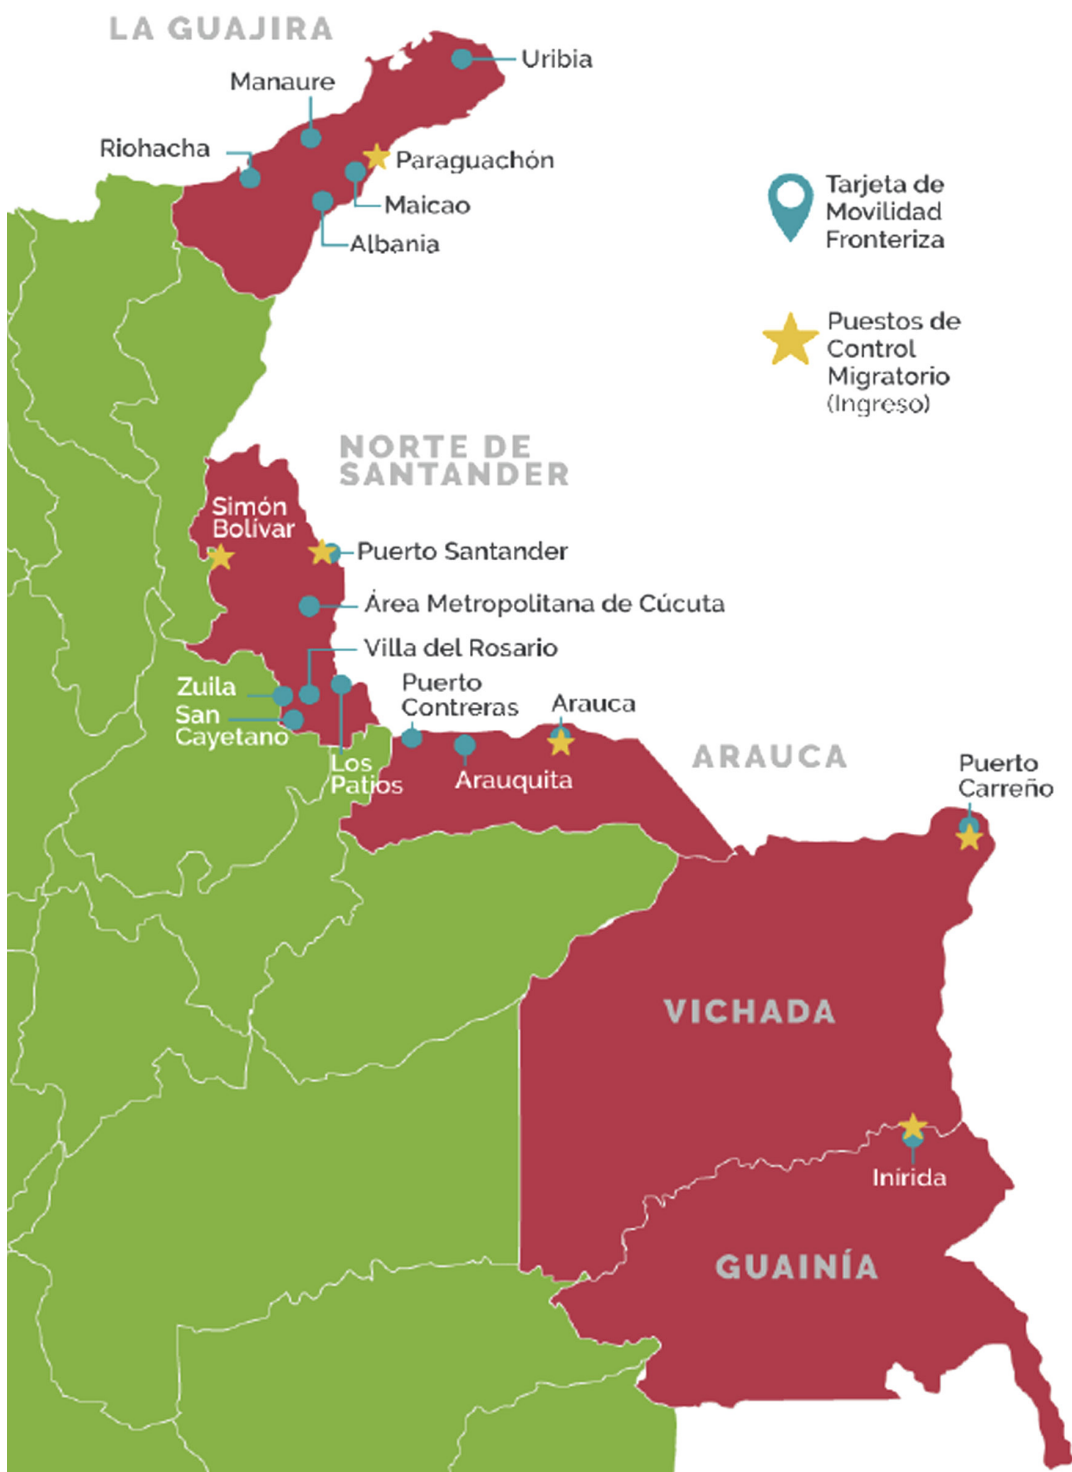 LA GUAJIRA
Uribia
Manaure
Riohacha
Paraguachón
Maicao
Albania
Tarjeta de
Movilidad
Fronteriza
Puestos de
Control
Migratorio
(Ingreso)
NORTE DE
SANTANDER
Simón
Bolívar
Puerto Santander
Área Metropolitana de Cúcuta
Villa del Rosario
Zuila
San
Cayetano
Los
Patios
Puerto
Contreras
Arauca
Arauquita
ARAUCA
Puerto
Carreño
VICHADA
Inírida
GUAINÍA